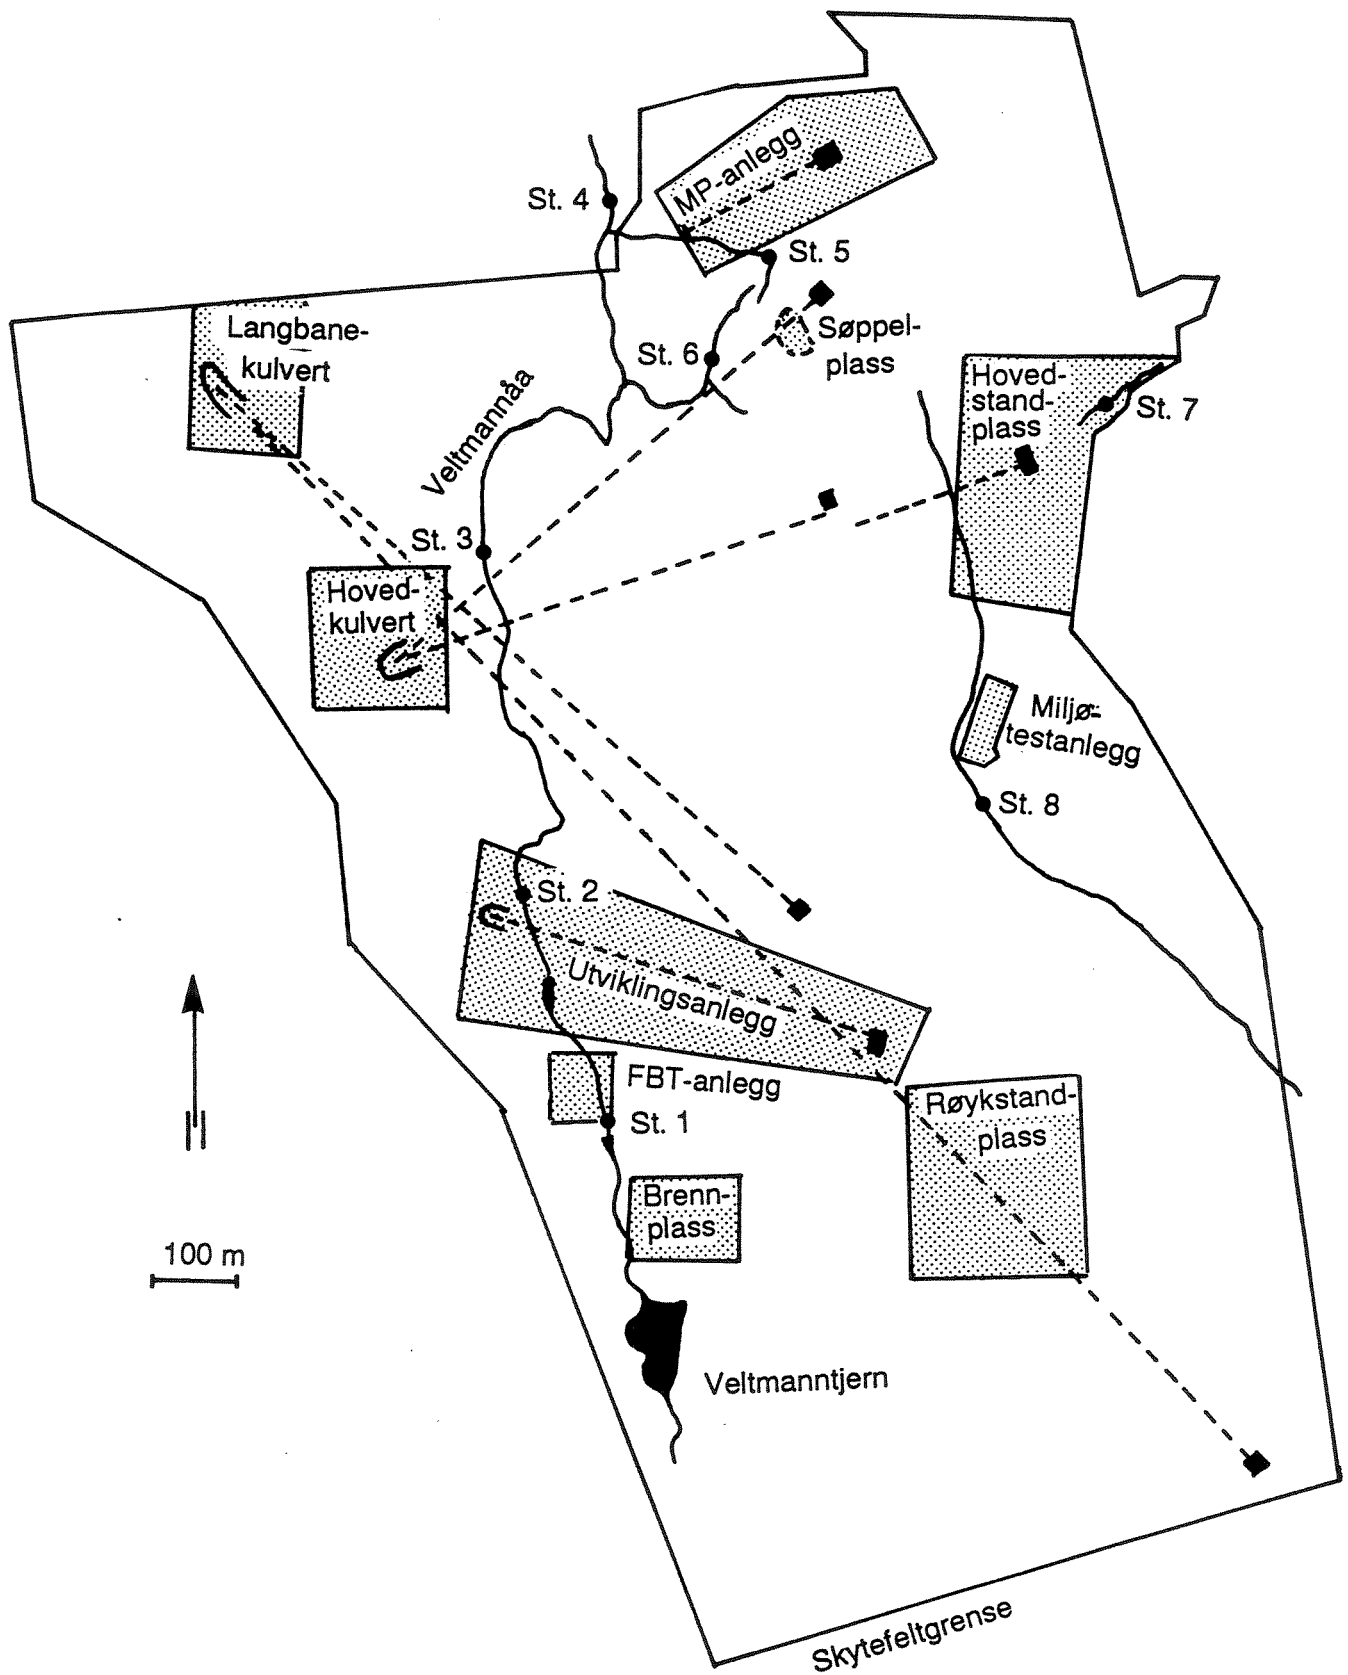 MP-anlegg
St. 4
St. 5
Langbane-
kulvert
Søppel-
plass
St. 6
Hoved-
standplass
plass
St. 7
Veltmannåa
St. 3
Hoved-
kulvert
Miljø-
testanlegg
St. 8
St. 2
Utviklingsanlegg
FBT-anlegg
St. 1
Røykstand-
plass
Brenn-
plass
100 m
Veltmanntjern
Skytefeltgrense